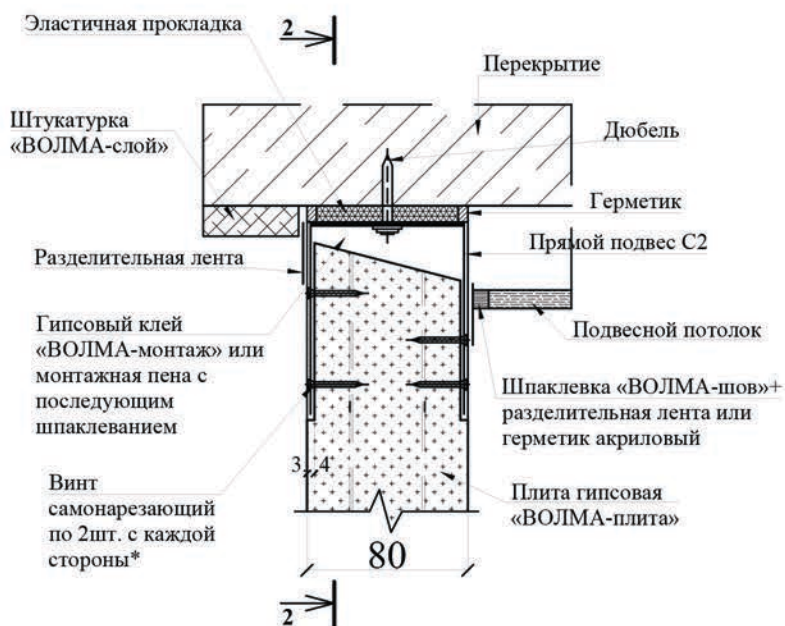 Эластичная прокладка
2
Перекрытие
Штукатурка
«ВОЛМА-слой»
Дюбель
Герметик
Прямой подвес С2
Разделительная лента
Гипсовый клей
«ВОЛМА-монтаж» или
монтажная пена с
последующим
шпаклеванием
Подвесной потолок
Шпаклевка «ВОЛМА-шов»+
разделительная лента или
герметик акриловый
3 4
Винт
самонарезающий
по 2шт. с каждой
стороны*
Плита гипсовая
«ВОЛМА-плита»
80
2